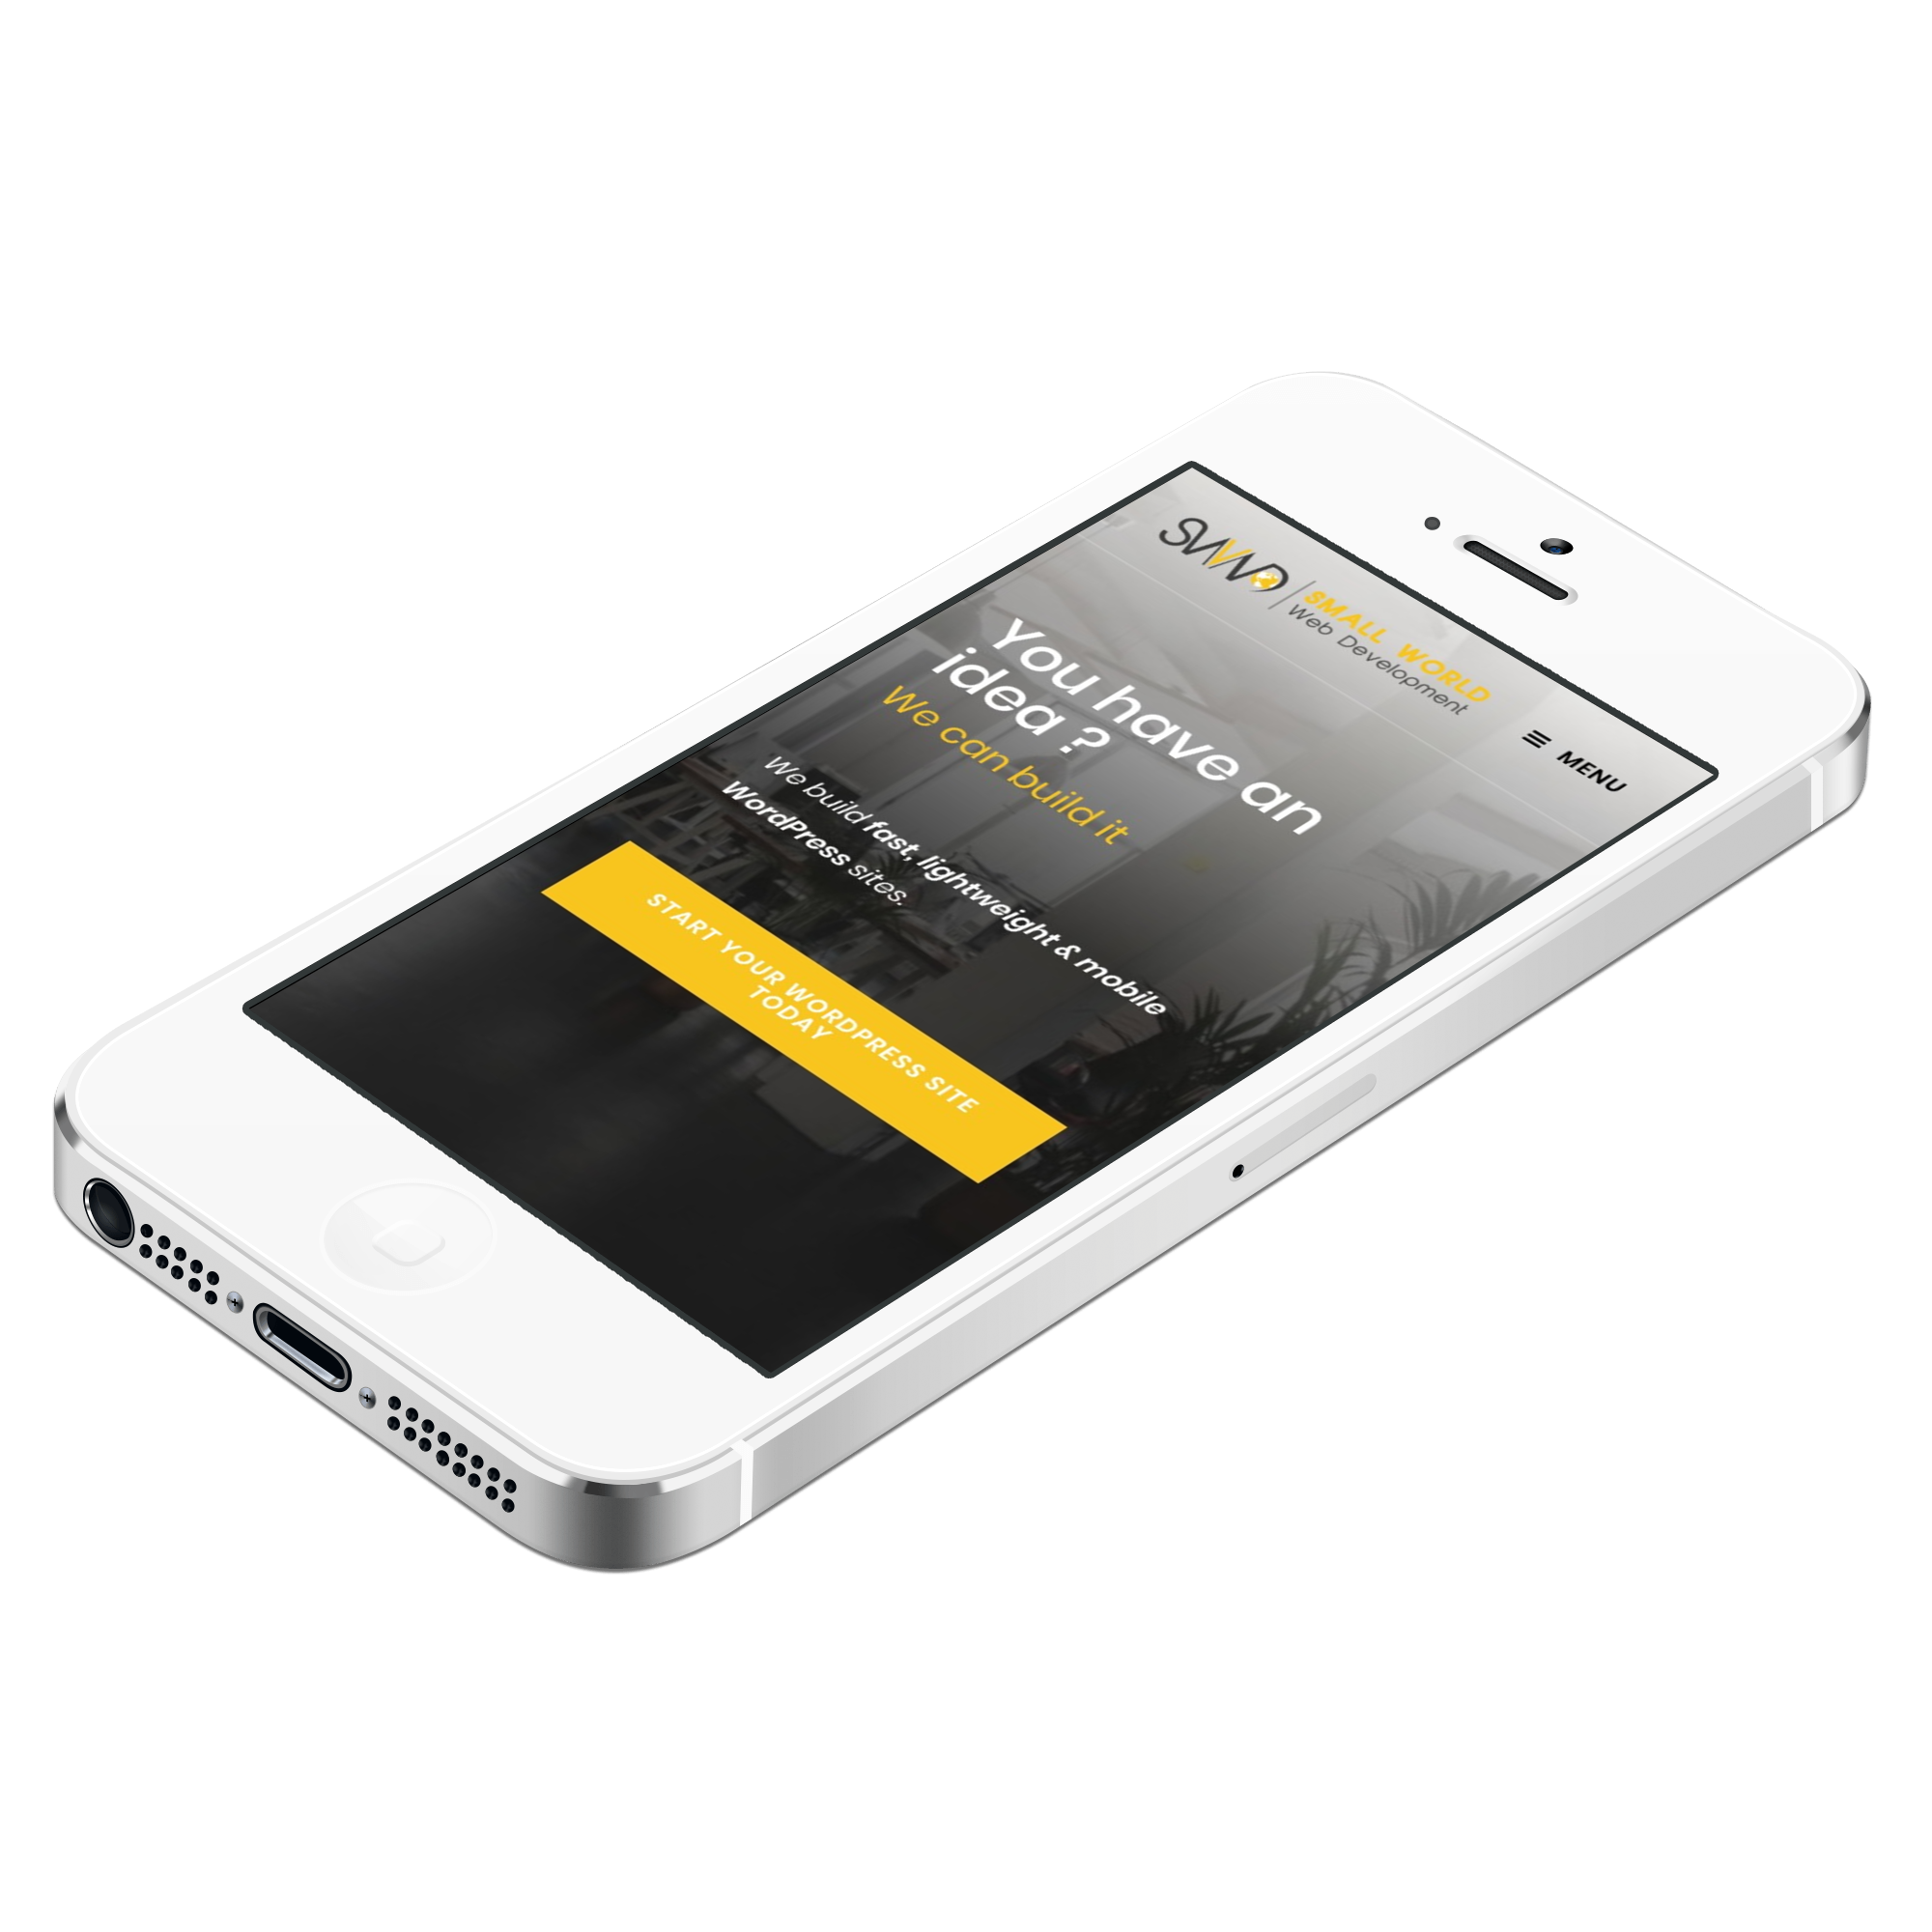 SWWD
SMALL WORLD
Web Development
MENU
You have an
idea ?
We can build it
We build fast, lightweight & mobile
WordPress sites.
START YOUR WORDPRESS SITE
TODAY